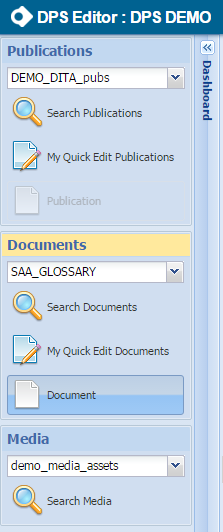 DPS Editor : DPS DEMO
Publications
DEMO_DITA_pubs
Search Publications
My Quick Edit Publications
Publication
Documents
SAA_GLOSSARY
Search Documents
My Quick Edit Documents
Document
Media
demo_media_assets
Search Media
Dashboard